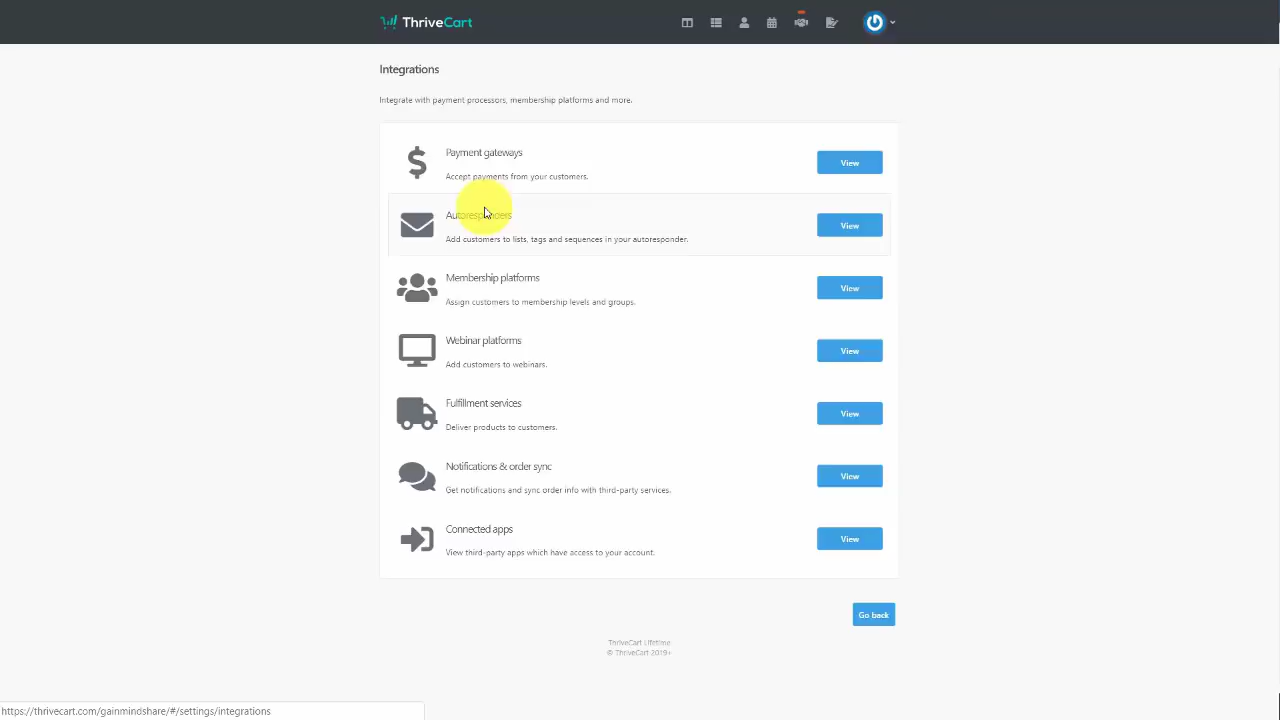 ThriveCart
Integrations
Integrate with payment processors, membership platforms and more.
Payment gateways
Accept payments from your customers.
View
Autoresponders
Add customers to lists, tags and sequences in your autoresponder.
View
Membership platforms
Assign customers to membership levels and groups.
View
Webinar platforms
Add customers to webinars.
View
Fulfillment services
Deliver products to customers.
View
Notifications & order sync
Get notifications and sync order info with third-party services.
View
Connected apps
View third-party apps which have access to your account.
View
Go back
ThriveCart Lifetime
© ThriveCart 2019+
https://thrivecart.com/gainmindshare/#/settings/integrations